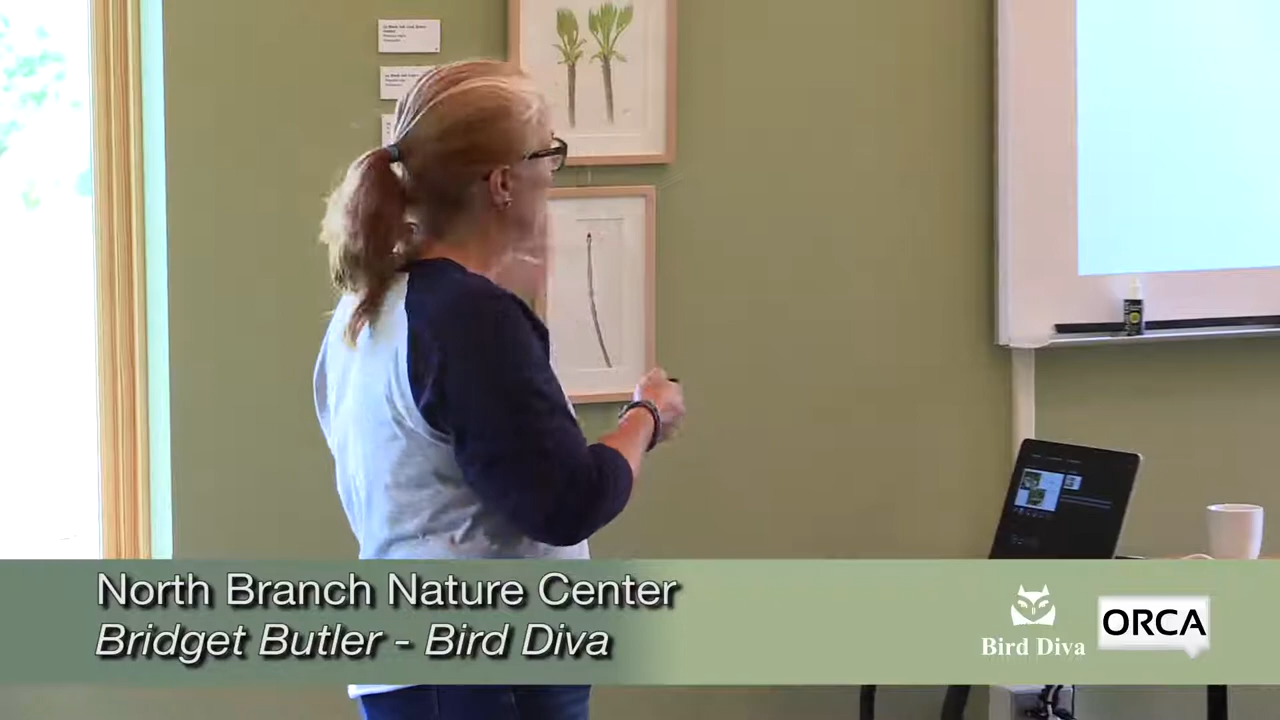 North Branch Nature Center
Bridget Butler - Bird Diva
Bird Diva
ORCA